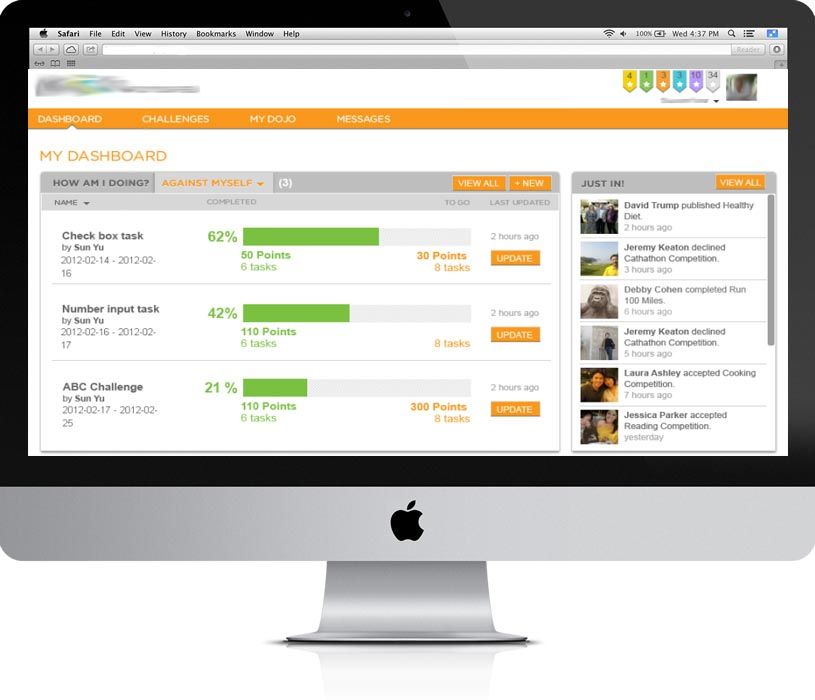 Safari File Edit View History Bookmarks Window Help 100% Wed 4:37 PM
Reader
4 1 3 3 10 34
DASHBOARD CHALLENGES MY DOJO MESSAGES
MY DASHBOARD
HOW AM I DOING? AGAINST MYSELF (3) VIEW ALL + NEW
NAME COMPLETED TO GO LAST UPDATED
Check box task
by Sun Yu
2012-02-14 - 2012-02-
16
62%
50 Points 30 Points
6 tasks 8 tasks
2 hours ago
UPDATE
Number input task
by Sun Yu
2012-02-16 - 2012-02-
17
42%
110 Points
6 tasks 8 tasks
2 hours ago
UPDATE
ABC Challenge
by Sun Yu
2012-02-17 - 2012-02-
25
21 %
110 Points 300 Points
6 tasks 8 tasks
2 hours ago
UPDATE
JUST IN! VIEW ALL
David Trump published Healthy
Diet.
2 hours ago
Jeremy Keaton declined
Cathathon Competition.
3 hours ago
Debby Cohen completed Run
100 Miles.
6 hours ago
Jeremy Keaton declined
Cathathon Competition.
5 hours ago
Laura Ashley accepted Cooking
Competition.
7 hours ago
Jessica Parker accepted
Reading Competition.
yesterday